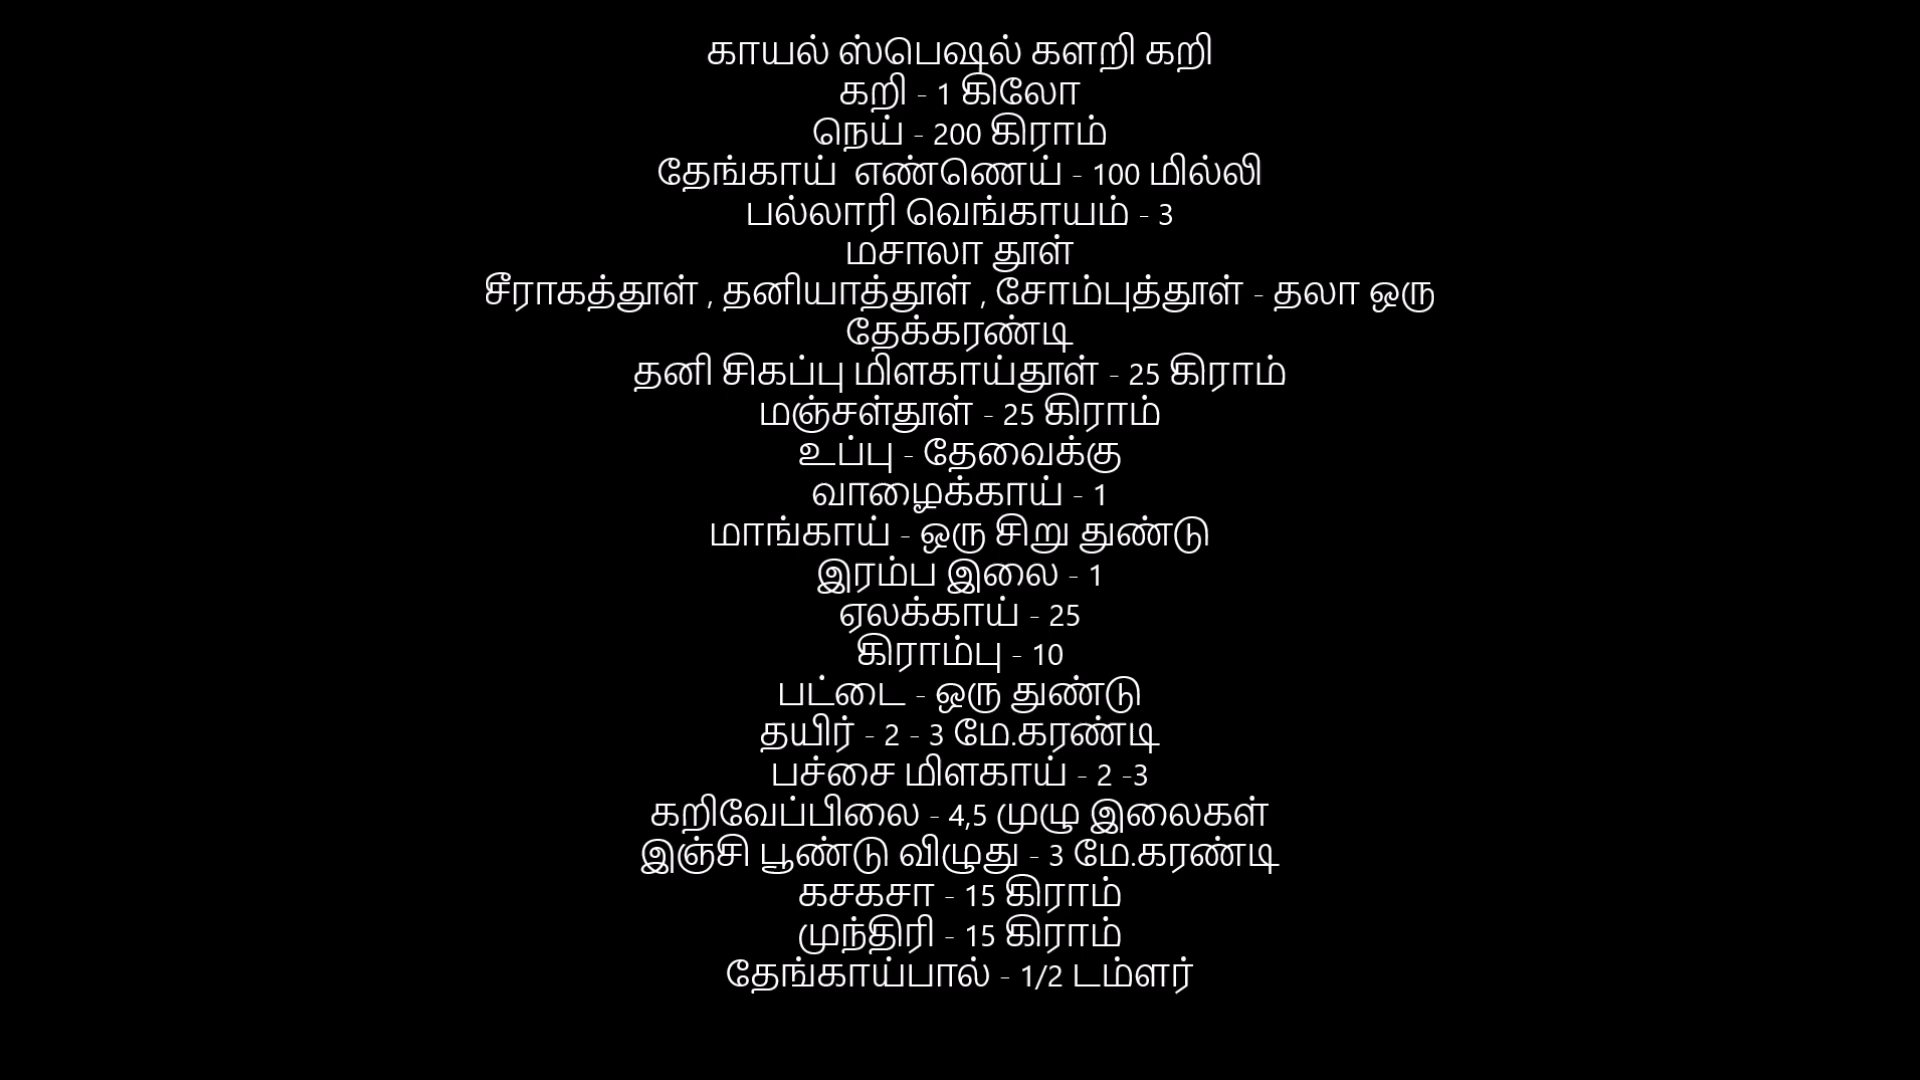 காயல் ஸ்பெஷல் களறி கறி
கறி - 1 கிலோ
நெய் - 200 கிராம்
தேங்காய்  எண்ணெய் - 100 மில்லி
பல்லாரி வெங்காயம் - 3
மசாலா தூள்
சீராகத்தூள் , தனியாத்தூள் , சோம்புத்தூள் - தலா ஒரு
தேக்கரண்டி
தனி சிகப்பு மிளகாய்தூள் - 25 கிராம்
மஞ்சள்தூள் - 25 கிராம்
உப்பு - தேவைக்கு
வாழைக்காய் - 1
மாங்காய் - ஒரு சிறு துண்டு
இரம்ப இலை - 1
ஏலக்காய் - 25
கிராம்பு - 10
பட்டை - ஒரு துண்டு
தயிர் - 2 - 3 மே.கரண்டி
பச்சை மிளகாய் - 2 -3
கறிவேப்பிலை - 4,5 முழு இலைகள்
இஞ்சி பூண்டு விழுது - 3 மே.கரண்டி
கசகசா - 15 கிராம்
முந்திரி - 15 கிராம்
தேங்காய்பால் - 1/2 டம்ளர்